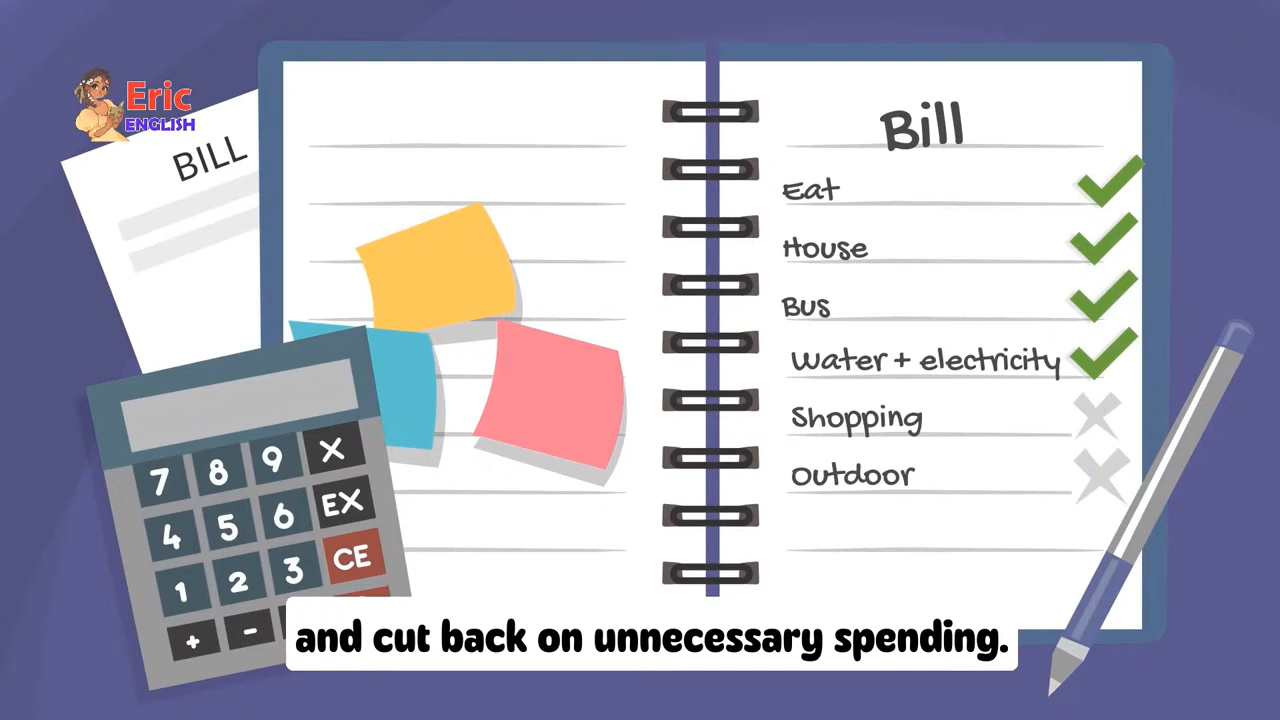 Eric
ENGLISH
BILL
Bill
Eat
House
Bus
Water + electricity
Shopping
Outdoor
7 8 9 X
4 5 6 EX
1 2 3 CE
+ -
and cut back on unnecessary spending.